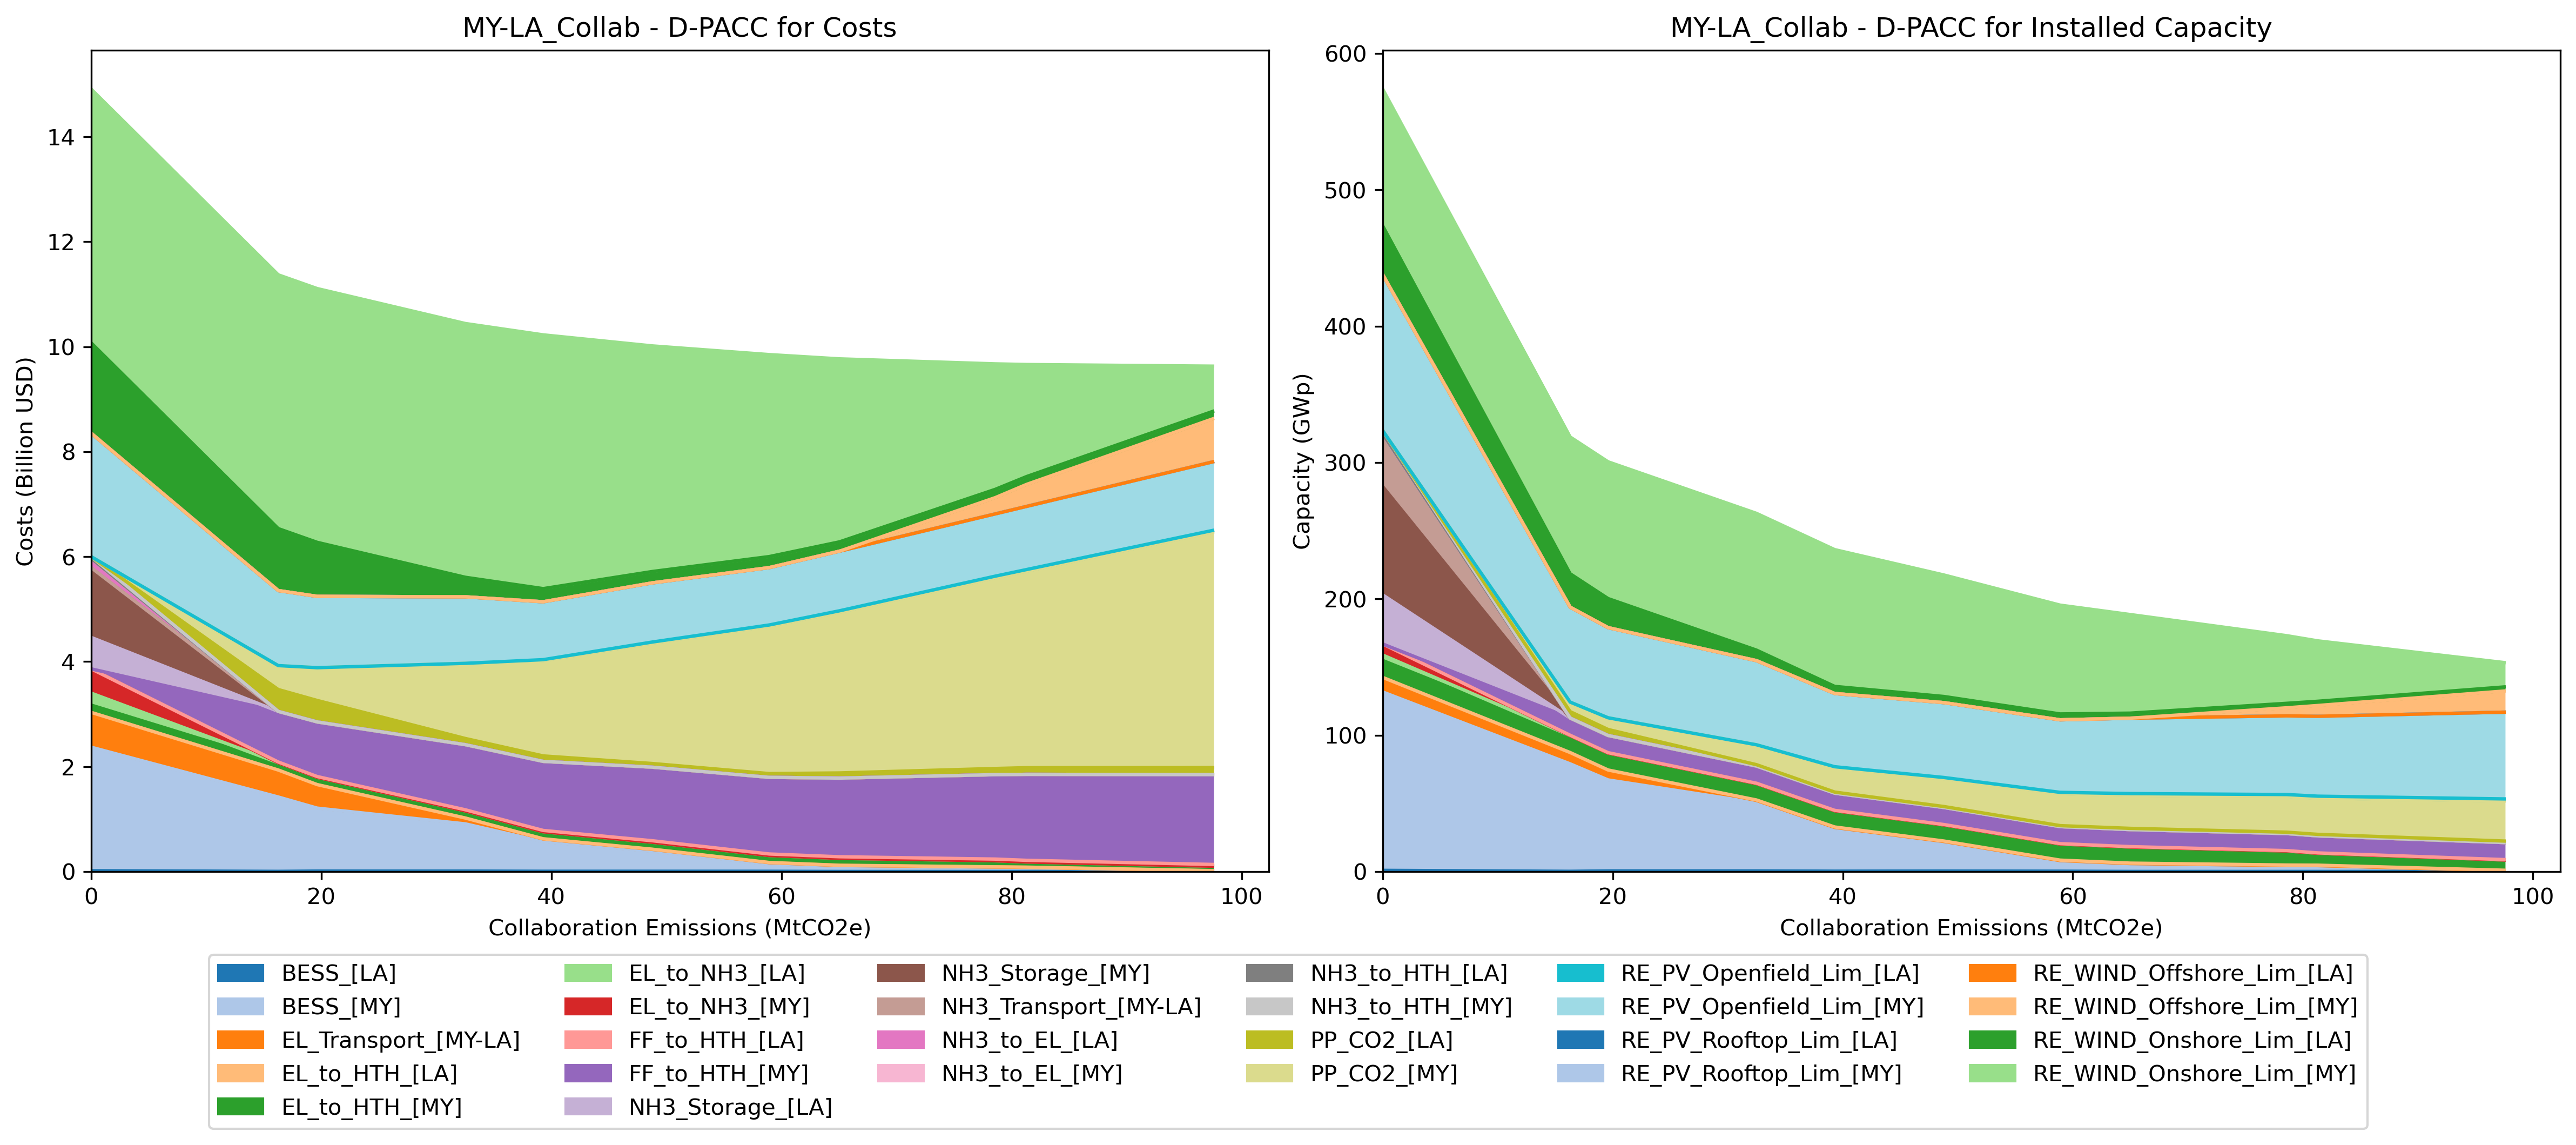 MY-LA_Collab - D-PACC for Costs
Costs (Billion USD)
14
12
10
8
6
4
2
0
0 20 40 60 80 100
Collaboration Emissions (MtCO2e)
MY-LA_Collab - D-PACC for Installed Capacity
Capacity (GWp)
600
500
400
300
200
100
0
0 20 40 60 80 100
Collaboration Emissions (MtCO2e)
BESS_[LA]
BESS_[MY]
EL_Transport_[MY-LA]
EL_to_HTH_[LA]
EL_to_HTH_[MY]
EL_to_NH3_[LA]
EL_to_NH3_[MY]
FF_to_HTH_[LA]
FF_to_HTH_[MY]
NH3_Storage_[LA]
NH3_Storage_[MY]
NH3_Transport_[MY-LA]
NH3_to_EL_[LA]
NH3_to_EL_[MY]
NH3_to_HTH_[LA]
NH3_to_HTH_[MY]
PP_CO2_[LA]
PP_CO2_[MY]
RE_PV_Openfield_Lim_[LA]
RE_PV_Openfield_Lim_[MY]
RE_PV_Rooftop_Lim_[LA]
RE_PV_Rooftop_Lim_[MY]
RE_WIND_Offshore_Lim_[LA]
RE_WIND_Offshore_Lim_[MY]
RE_WIND_Onshore_Lim_[LA]
RE_WIND_Onshore_Lim_[MY]